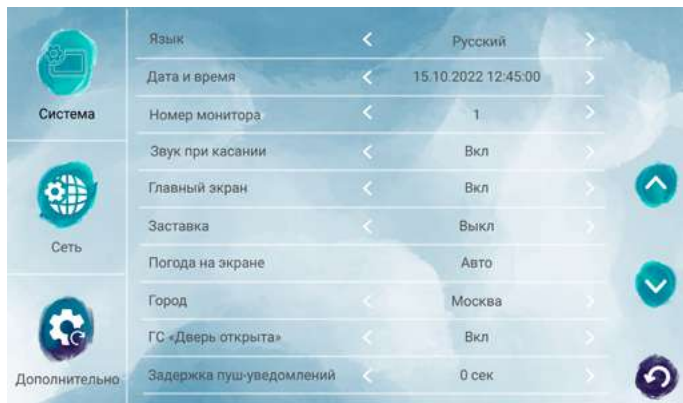 Система
Сеть
Дополнительно
Язык Русский
Дата и время 15.10.2022 12:45:00
Номер монитора 1
Звук при касании Вкл
Главный экран Вкл
Заставка Выкл
Погода на экране Авто
Город Москва
ГС «Дверь открыта» Вкл
Задержка пуш-уведомлений 0 сек